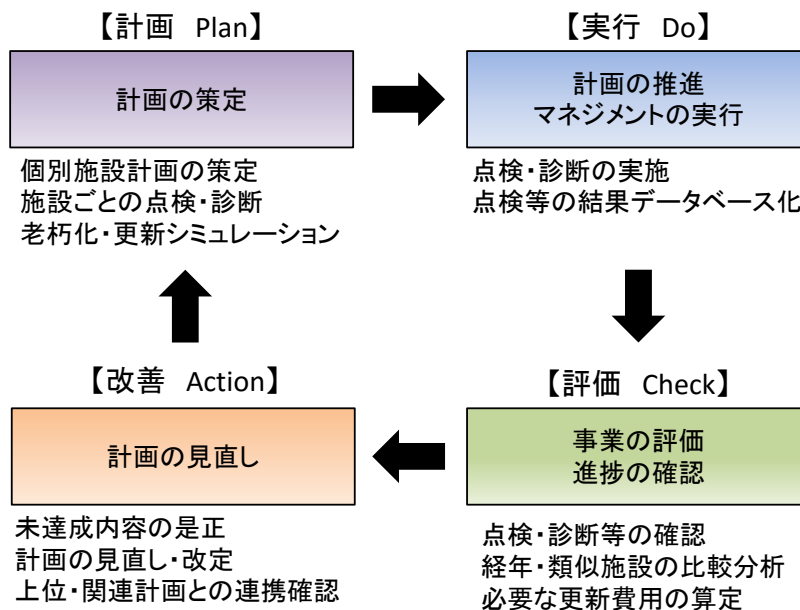 【計画 Plan】
計画の策定
個別施設計画の策定
施設ごとの点検・診断
老朽化・更新シミュレーション
【実行 Do】
計画の推進
マネジメントの実行
点検・診断の実施
点検等の結果データベース化
【評価 Check】
事業の評価
進捗の確認
点検・診断等の確認
経年・類似施設の比較分析
必要な更新費用の算定
【改善 Action】
計画の見直し
未達成内容の是正
計画の見直し・改定
上位・関連計画との連携確認